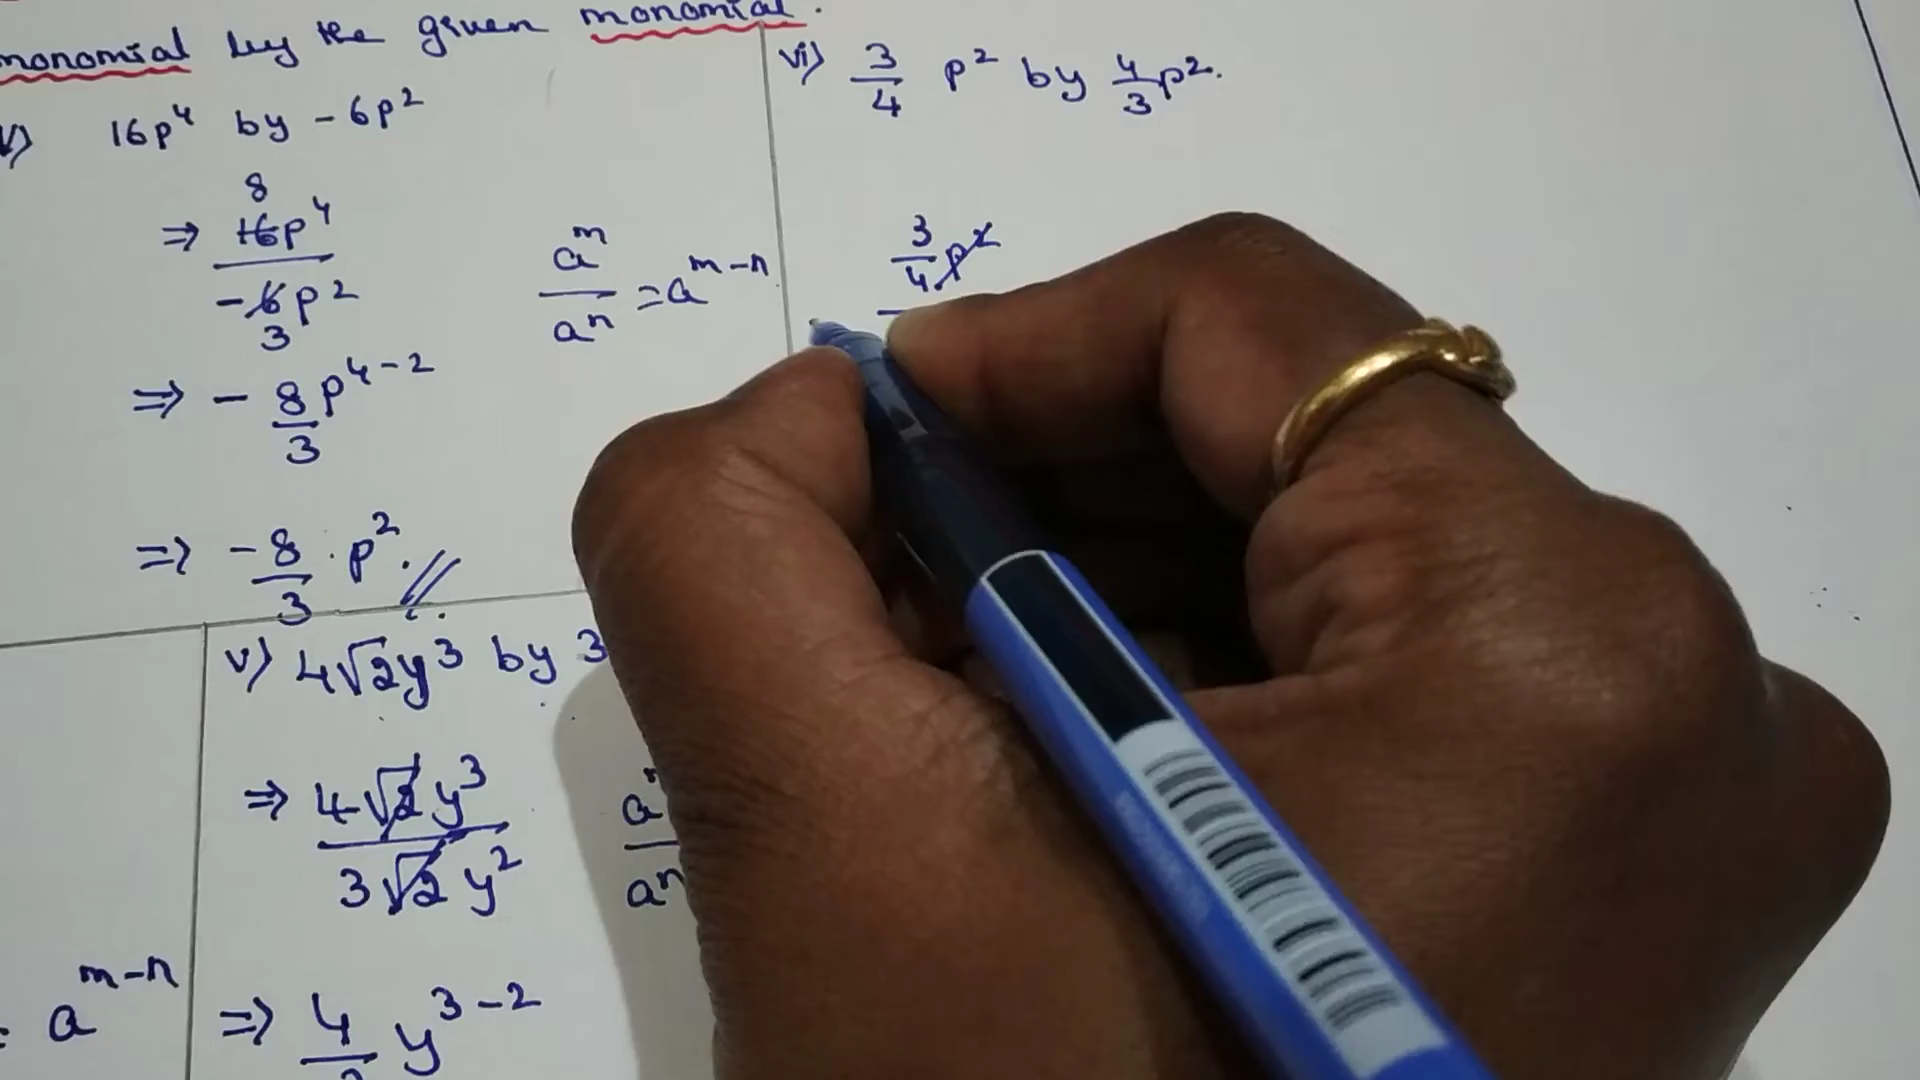 monomial by the given monomial.
V) 16p⁴ by -6p²
8
⇒ 16p⁴
-6p²
3
aᵐ
aⁿ
= aᵐ⁻ⁿ
⇒ - 8/3 p⁴⁻²
⇒ -8/3 · p².//
vi) 3/4 p² by 4/3 p².
3/4 p²
v) 4√2y³ by 3
⇒ 4√2 y³
3√2 y²
a
aⁿ
= aᵐ⁻ⁿ
⇒ 4 y³⁻²